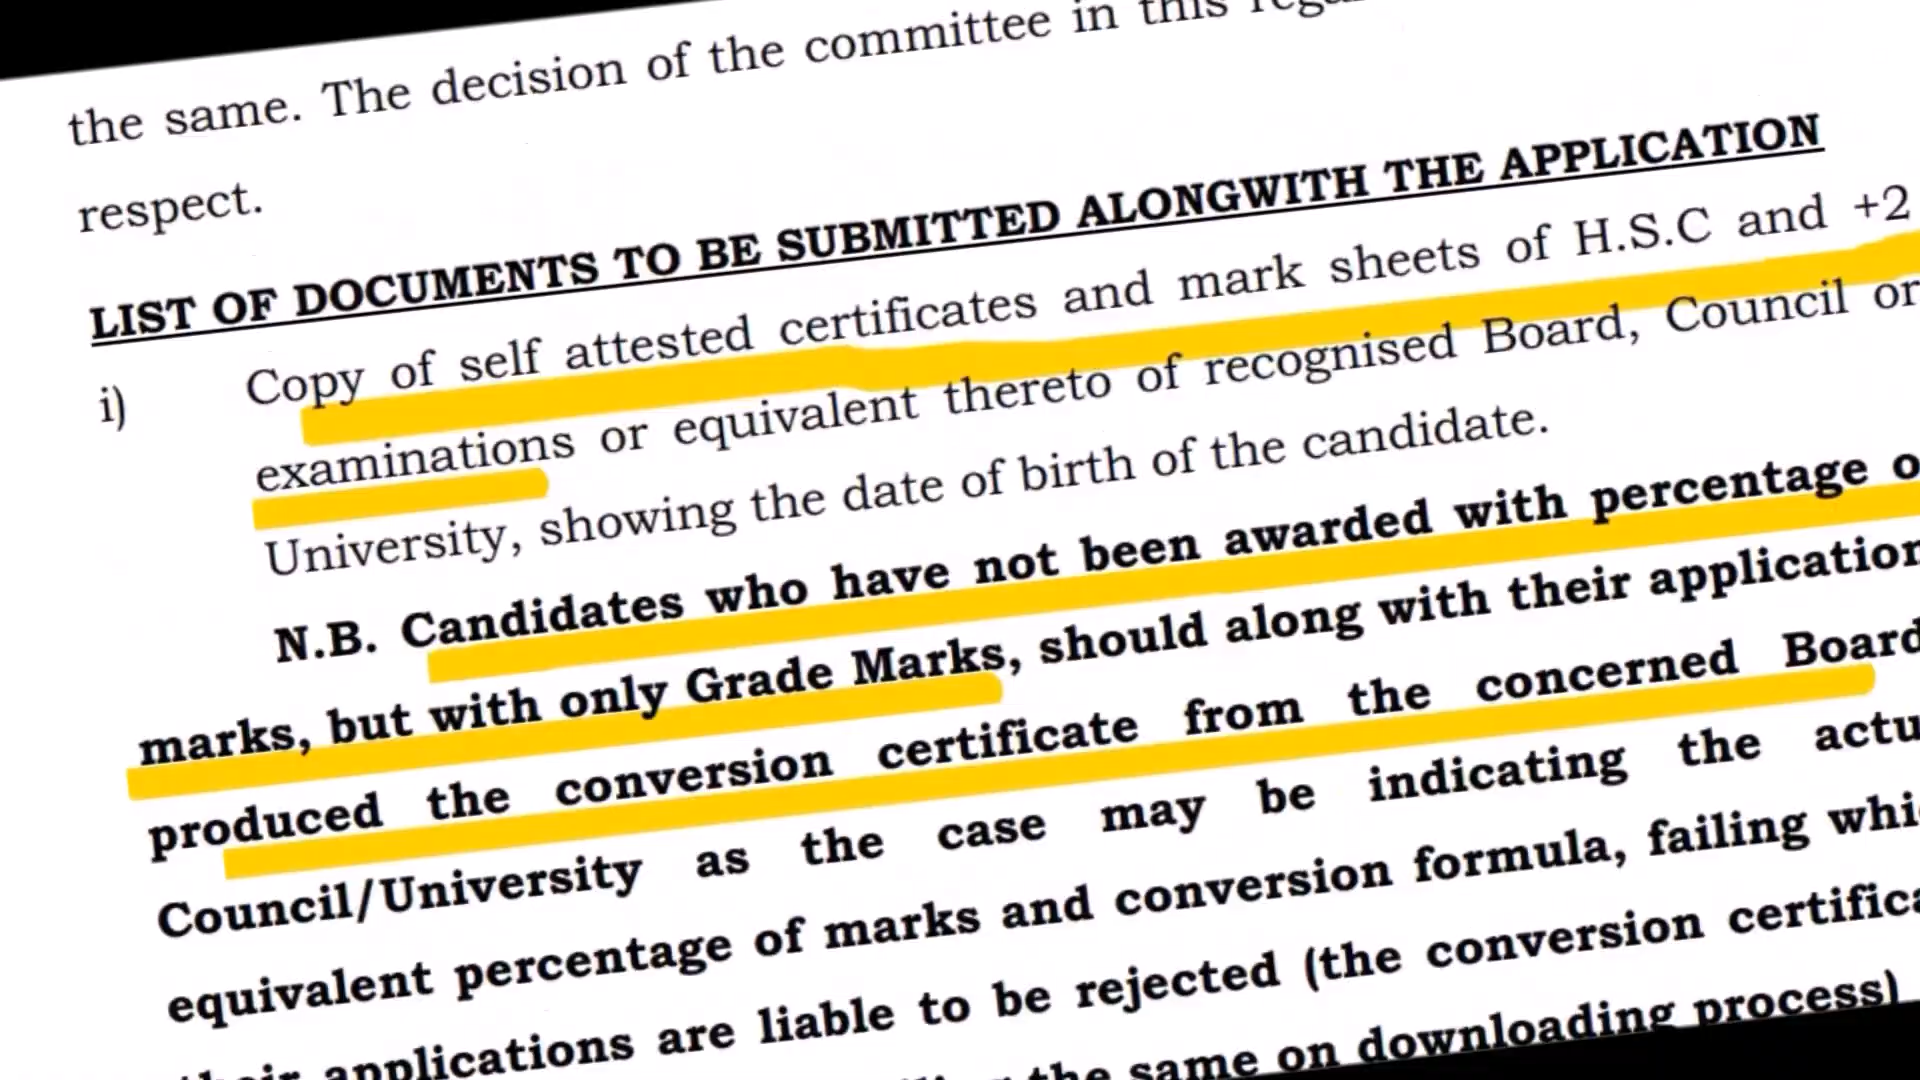 the same. The decision of the committee in this
respect.
LIST OF DOCUMENTS TO BE SUBMITTED ALONGWITH THE APPLICATION
i) Copy of self attested certificates and mark sheets of H.S.C and +2
examinations or equivalent thereto of recognised Board, Council or
University, showing the date of birth of the candidate.
N.B. Candidates who have not been awarded with percentage
marks, but with only Grade Marks, should along with their application
produced the conversion certificate from the concerned Board
Council/University as the case may be indicating the
equivalent percentage of marks and conversion formula, failing
their applications are liable to be rejected (the conversion
the same on downloading process)